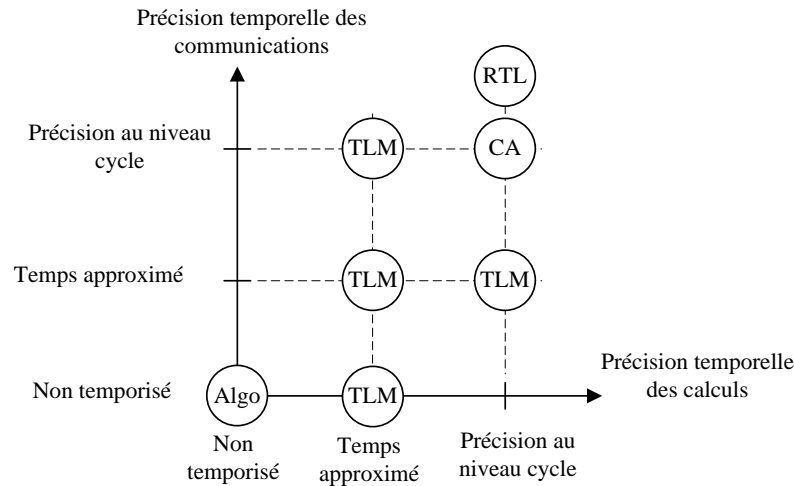 Précision temporelle des
communications
RTL
Précision au niveau
cycle
TLM
CA
Temps approximé
TLM
TLM
Précision temporelle
des calculs
Non temporisé
Algo
TLM
Non
temporisé
Temps
approximé
Précision au
niveau cycle